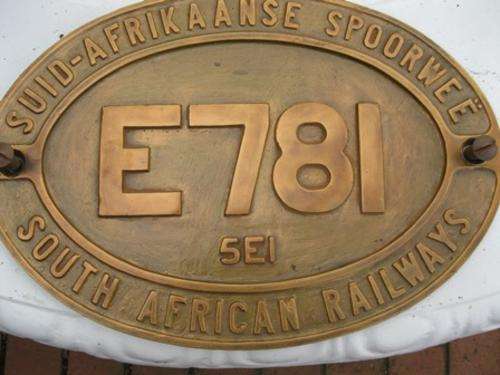 SUID-AFRIKAANSE SPOORWEË
E781
5E1
SOUTH AFRICAN RAILWAYS